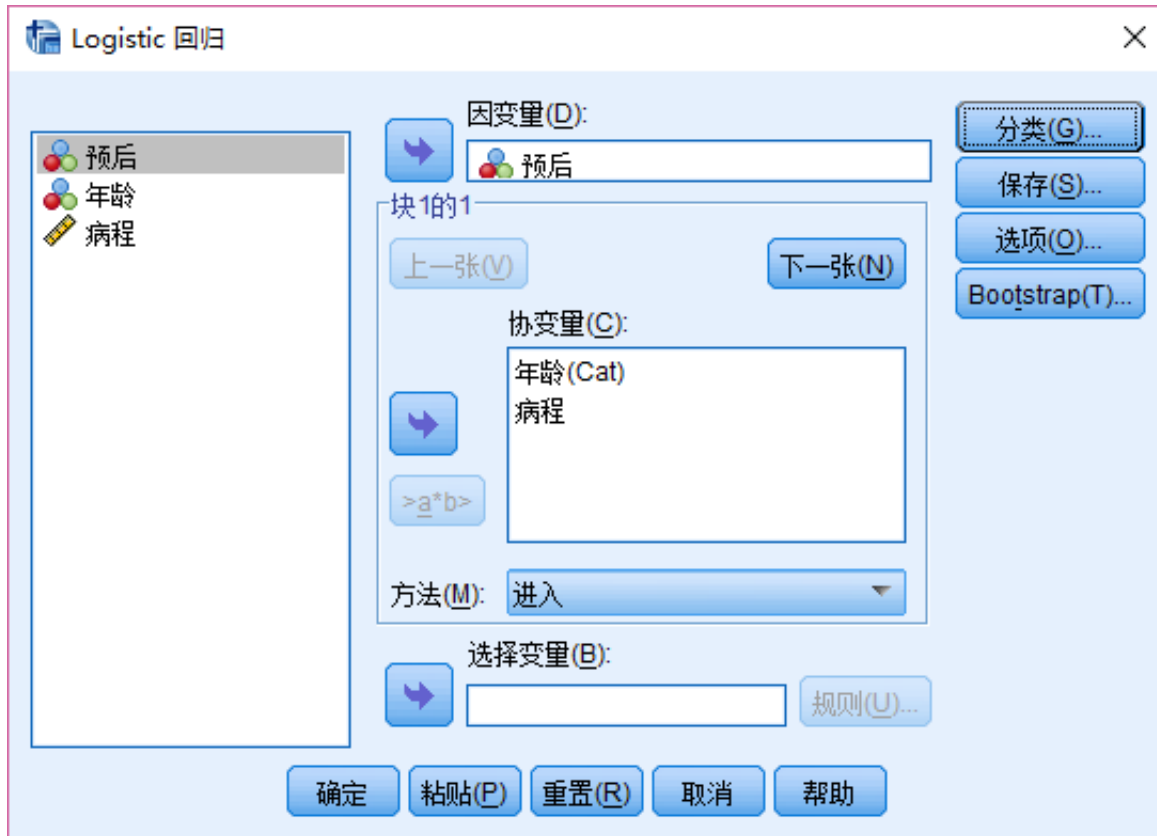 Logistic 回归
预后
年龄
病程
因变量(D):
预后
块1的1
上一张(V)
下一张(N)
协变量(C):
年龄(Cat)
病程
>a*b>
方法(M): 进入
选择变量(B):
规则(U)...
分类(G)...
保存(S)...
选项(O)...
Bootstrap(T)...
确定 粘贴(P) 重置(R) 取消 帮助